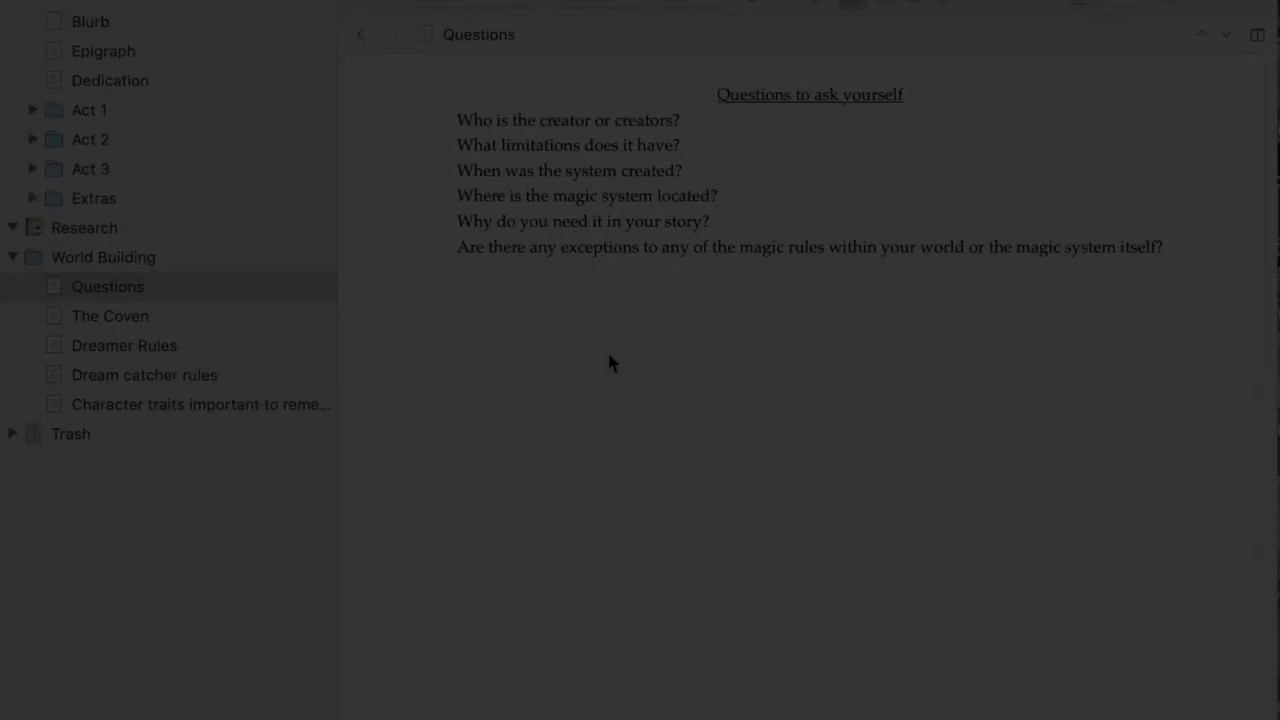 Blurb
Epigraph
Dedication
Act 1
Act 2
Act 3
Extras
Research
World Building
Questions
The Coven
Dreamer Rules
Dream catcher rules
Character traits important to reme...
Trash
Questions
Questions to ask yourself
Who is the creator or creators?
What limitations does it have?
When was the system created?
Where is the magic system located?
Why do you need it in your story?
Are there any exceptions to any of the magic rules within your world or the magic system itself?